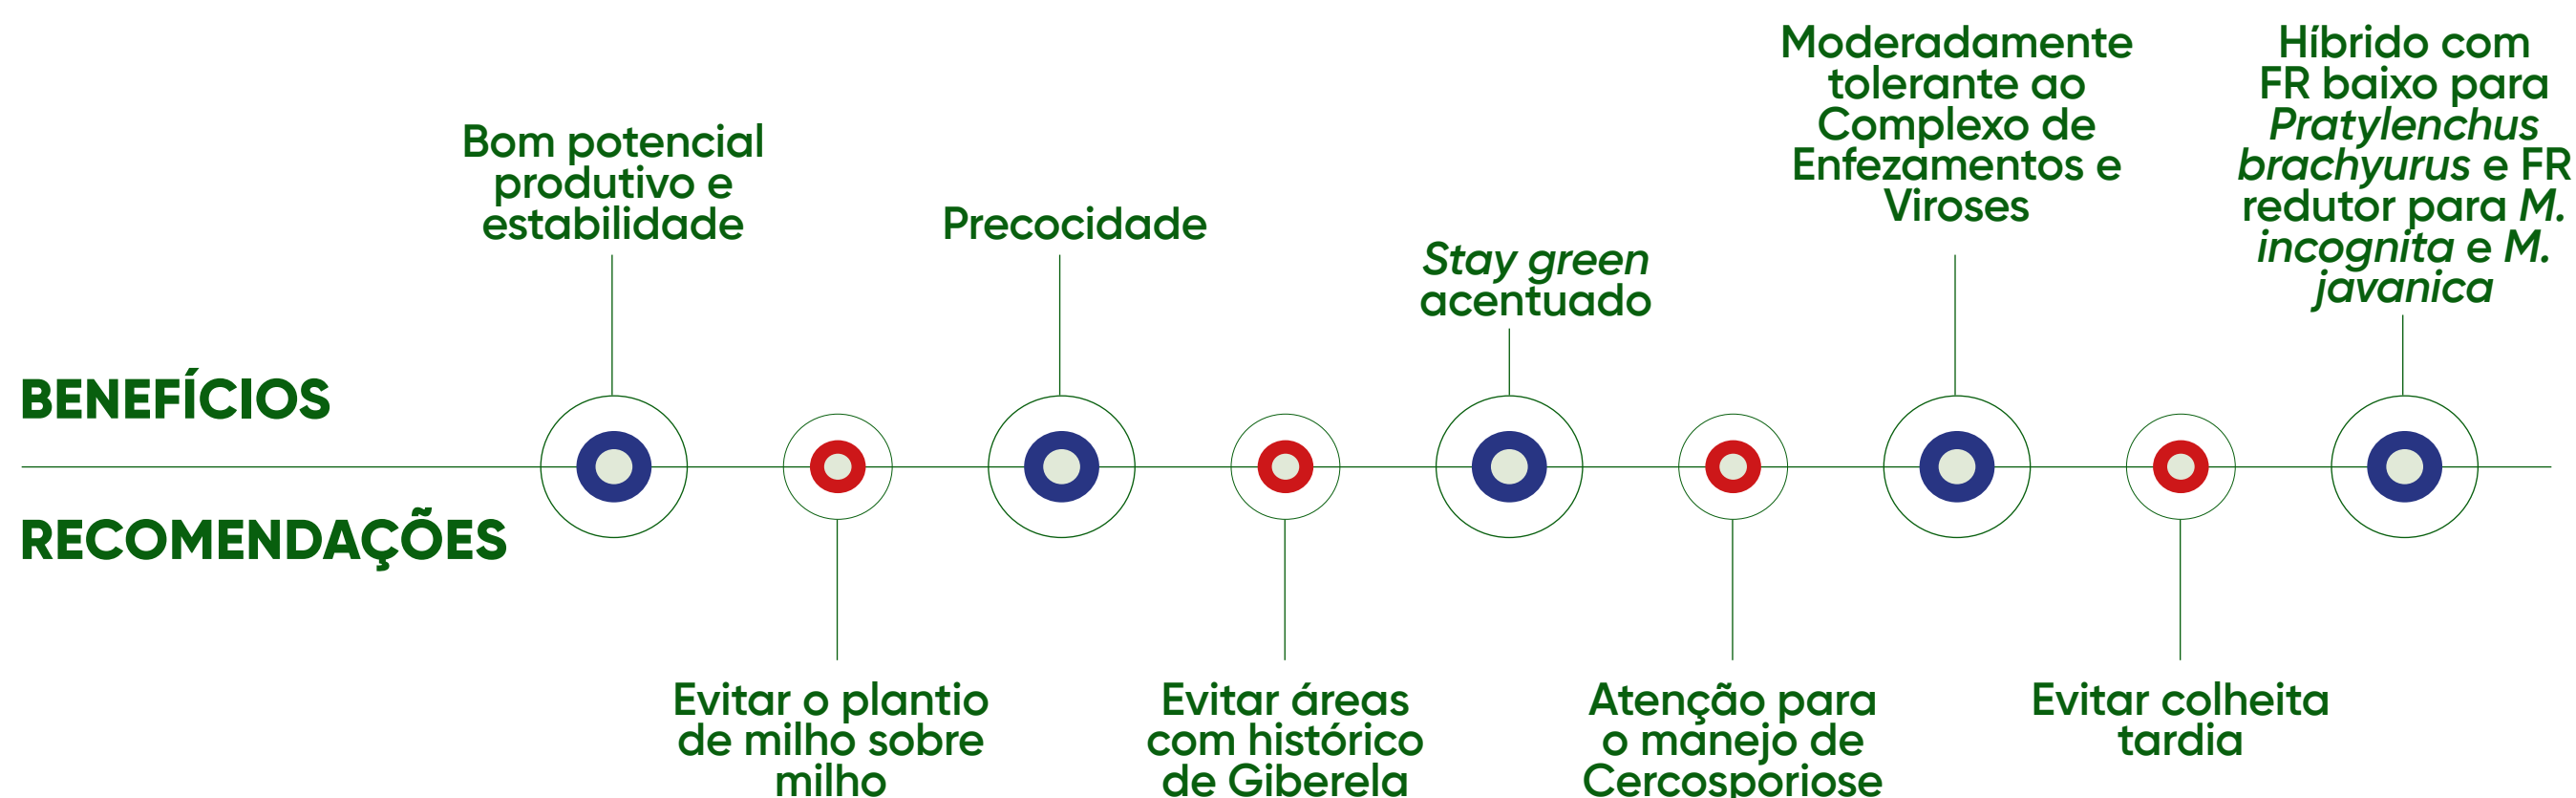 BENEFÍCIOS
Bom potencial
produtivo e
estabilidade
Precocidade
Stay green
acentuado
Moderadamente
tolerante ao
Complexo de
Enfezamentos e
Viroses
Híbrido com
FR baixo para
Pratylenchus
brachyurus e FR
redutor para M.
incognita e M.
javanica
RECOMENDAÇÕES
Evitar o plantio
de milho sobre
milho
Evitar áreas
com histórico
de Giberela
Atenção para
o manejo de
Cercosporiose
Evitar colheita
tardia